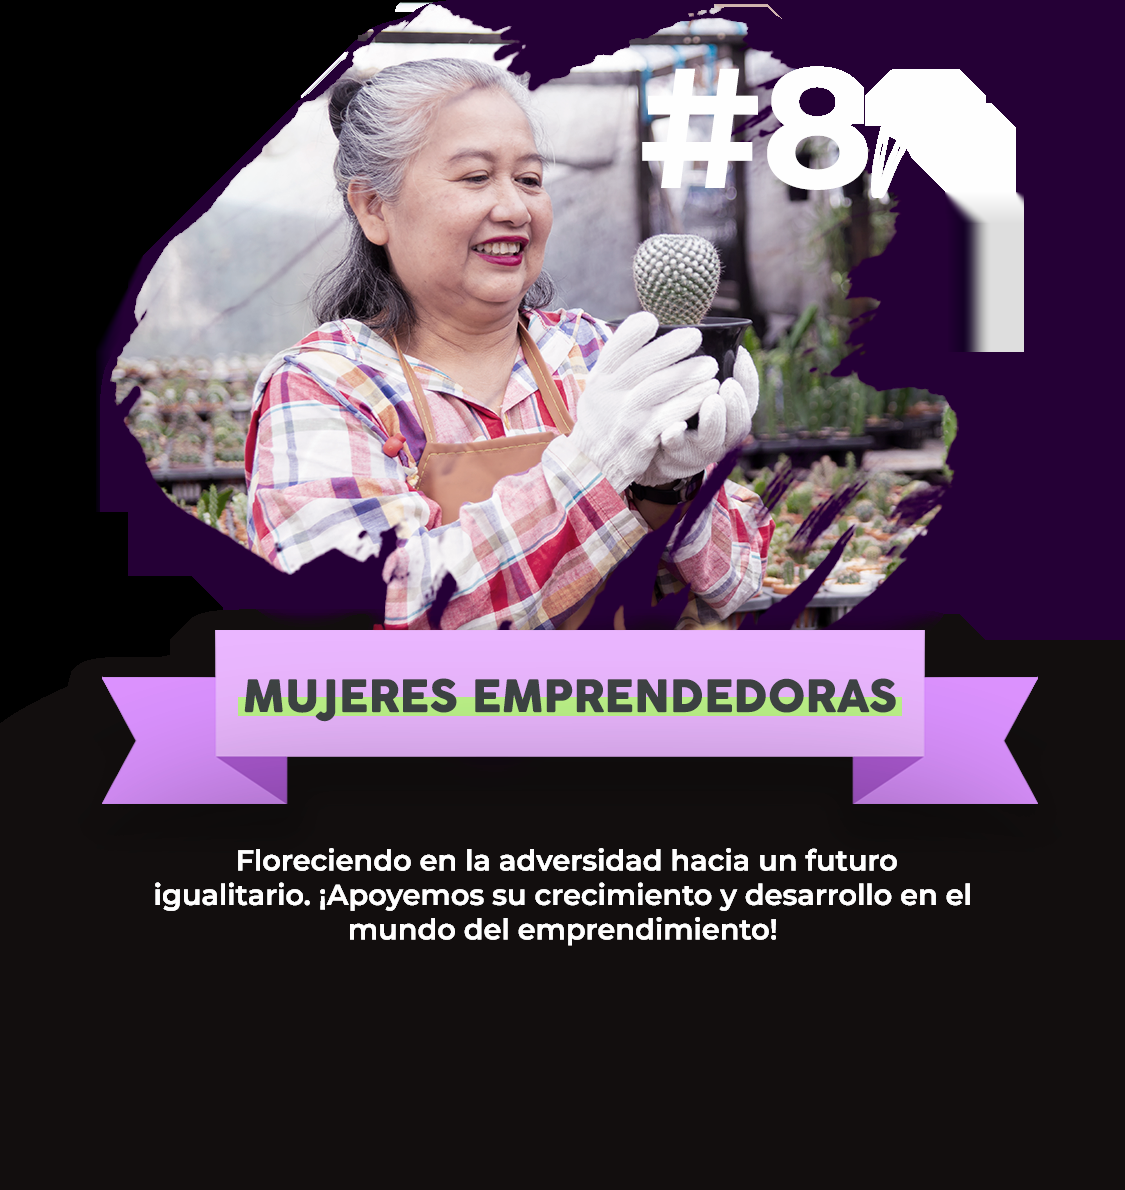 #8
MUJERES EMPRENDEDORAS
Floreciendo en la adversidad hacia un futuro
igualitario. ¡Apoyemos su crecimiento y desarrollo en el
mundo del emprendimiento!